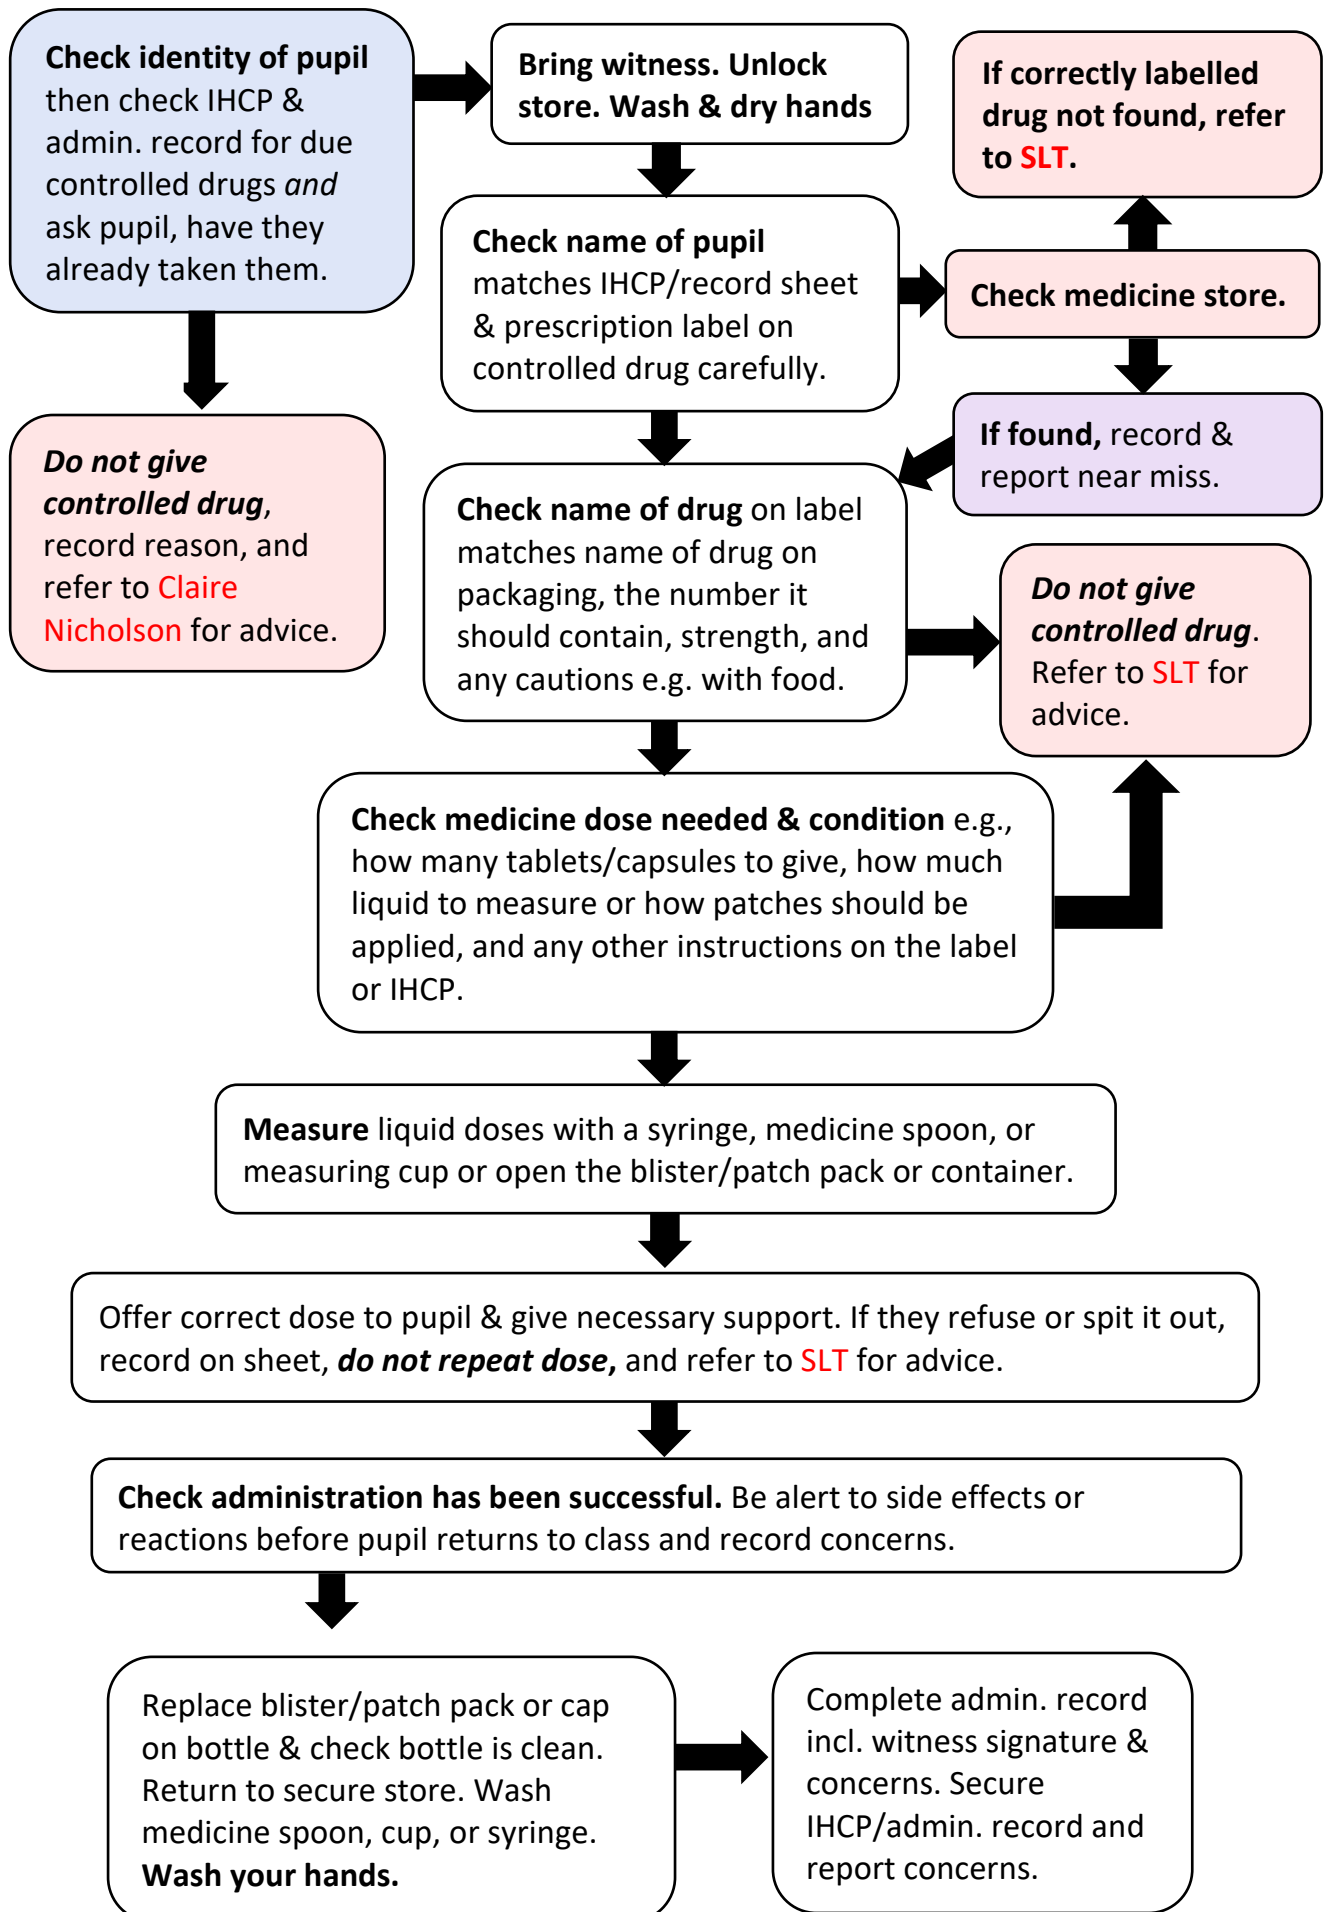 Check identity of pupil
then check IHCP &
admin. record for due
controlled drugs and
ask pupil, have they
already taken them.
Bring witness. Unlock
store. Wash & dry hands
If correctly labelled
drug not found, refer
to SLT.
Check name of pupil
matches IHCP/record sheet
& prescription label on
controlled drug carefully.
Check medicine store.
If found, record &
report near miss.
Do not give
controlled drug,
record reason, and
refer to Claire
Nicholson for advice.
Check name of drug on label
matches name of drug on
packaging, the number it
should contain, strength, and
any cautions e.g. with food.
Do not give
controlled drug.
Refer to SLT for
advice.
Check medicine dose needed & condition e.g.,
how many tablets/capsules to give, how much
liquid to measure or how patches should be
applied, and any other instructions on the label
or IHCP.
Measure liquid doses with a syringe, medicine spoon, or
measuring cup or open the blister/patch pack or container.
Offer correct dose to pupil & give necessary support. If they refuse or spit it out,
record on sheet, do not repeat dose, and refer to SLT for advice.
Check administration has been successful. Be alert to side effects or
reactions before pupil returns to class and record concerns.
Replace blister/patch pack or cap
on bottle & check bottle is clean.
Return to secure store. Wash
medicine spoon, cup, or syringe.
Wash your hands.
Complete admin. record
incl. witness signature &
concerns. Secure
IHCP/admin. record and
report concerns.